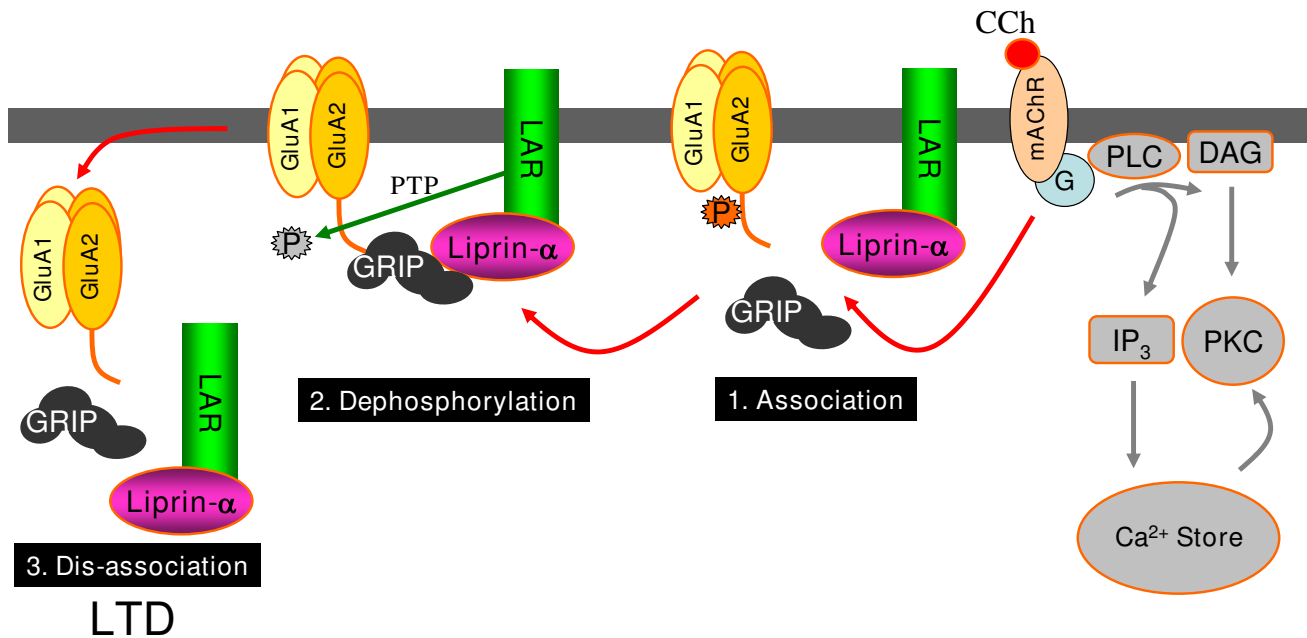 CCh
GluA1
GluA2
LAR
GluA1
GluA2
LAR
mAChR
PLC
DAG
G
PTP
P
P
Liprin-α
Liprin-α
GRIP
GluA1
GluA2
GRIP
IP₃
PKC
LAR
2. Dephosphorylation
1. Association
GRIP
Liprin-α
Ca²⁺ Store
3. Dis-association
LTD